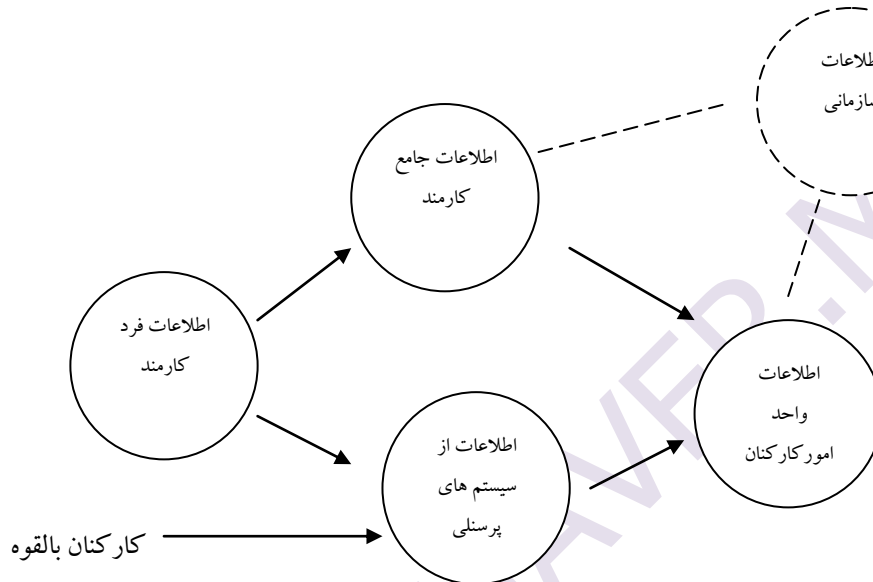 اطلاعات جامع
کارمند
اطلاعات فرد
کارمند
اطلاعات
واحد
امورکارکنان
اطلاعات از
سیستم های
پرسنلی
کارکنان بالقوه